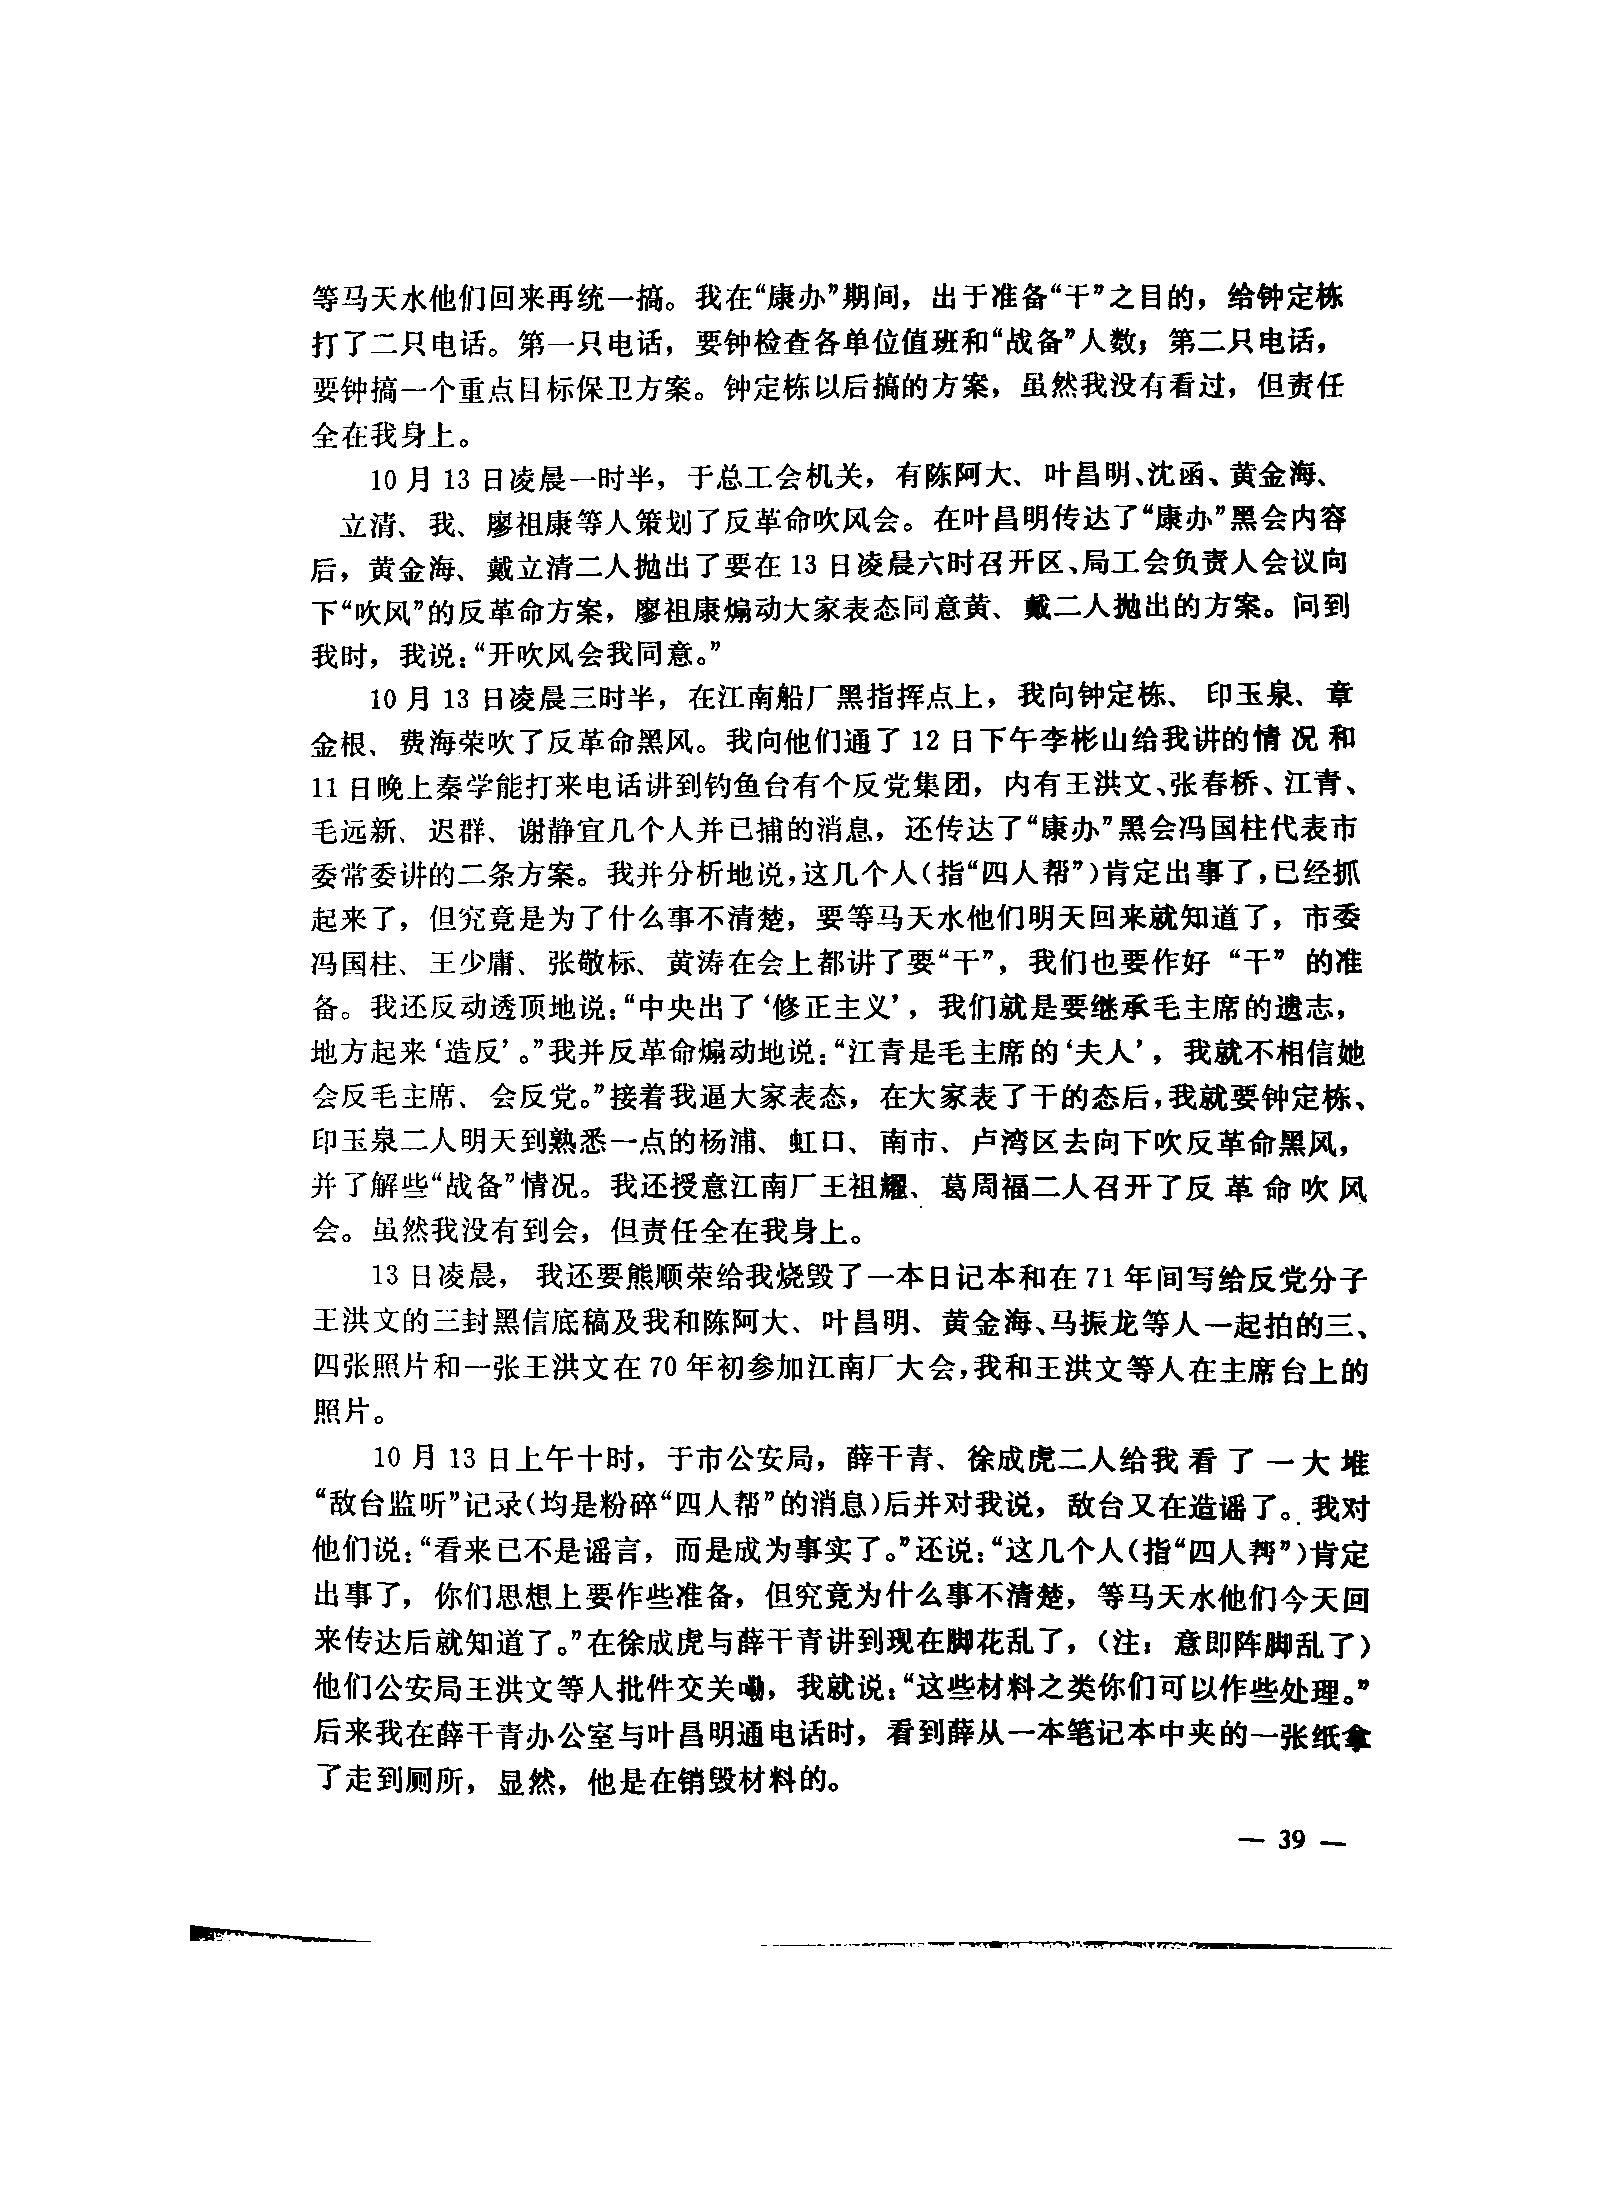 等马天水他们回来再统一搞。我在“康办”期间，出于准备“干”之目的，给钟定栋
打了二只电话。第一只电话，要钟检查各单位值班和“战备”人数；第二只电话，
要钟搞一个重点目标保卫方案。钟定栋以后搞的方案，虽然我没有看过，但责任
全在我身上。
10月13日凌晨一时半，于总工会机关，有陈阿大、叶昌明、沈函、黄金海、
立清、我、廖祖康等人策划了反革命吹风会。在叶昌明传达了“康办”黑会内容
后，黄金海、戴立清二人抛出了要在13日凌晨六时召开区、局工会负责人会议向
下“吹风”的反革命方案，廖祖康煽动大家表态同意黄、戴二人抛出的方案。问到
我时，我说：“开吹风会我同意。”
10月13日凌晨三时半，在江南船厂黑指挥点上，我向钟定栋、印玉泉、章
金根、费海荣吹了反革命黑风。我向他们通了12日下午李彬山给我讲的情况和
11日晚上秦学能打来电话讲到钓鱼台有个反党集团，内有王洪文、张春桥、江青、
毛远新、迟群、谢静宜几个人并已捕的消息，还传达了“康办”黑会冯国柱代表市
委常委讲的二条方案。我并分析地说，这几个人（指“四人帮”）肯定出事了，已经抓
起来了，但究竟是为了什么事不清楚，要等马天水他们明天回来就知道了，市委
冯国柱、王少庸、张敬标、黄涛在会上都讲了要“干”，我们也要作好“干”的准
备。我还反动透顶地说：“中央出了‘修正主义’，我们就是要继承毛主席的遗志，
地方起来‘造反’。”我并反革命煽动地说：“江青是毛主席的‘夫人’，我就不相信她
会反毛主席、会反党。”接着我逼大家表态，在大家表了干的态后，我就要钟定栋、
印玉泉二人明天到熟悉一点的杨浦、虹口、南市、卢湾区去向下吹反革命黑风，
并了解些“战备”情况。我还授意江南厂王祖耀、葛周福二人召开了反革命吹风
会。虽然我没有到会，但责任全在我身上。
13日凌晨，我还要熊顺荣给我烧毁了一本日记本和在71年间写给反党分子
王洪文的三封黑信底稿及我和陈阿大、叶昌明、黄金海、马振龙等人一起拍的三、
四张照片和一张王洪文在70年初参加江南厂大会，我和王洪文等人在主席台上的
照片。
10月13日上午十时，于市公安局，薛干青、徐成虎二人给我看了一大堆
“敌台监听”记录（均是粉碎“四人帮”的消息）后并对我说，敌台又在造谣了。我对
他们说：“看来已不是谣言，而是成为事实了。”还说：“这几个人（指“四人帮”）肯定
出事了，你们思想上要作些准备，但究竟为什么事不清楚，等马天水他们今天回
来传达后就知道了。”在徐成虎与薛干青讲到现在脚花乱了，（注：意即阵脚乱了）
他们公安局王洪文等人批件交关嘞，我就说：“这些材料之类你们可以作些处理。”
后来我在薛干青办公室与叶昌明通电话时，看到薛从一本笔记本中夹的一张纸拿
了走到厕所，显然，他是在销毁材料的。
— 39 —